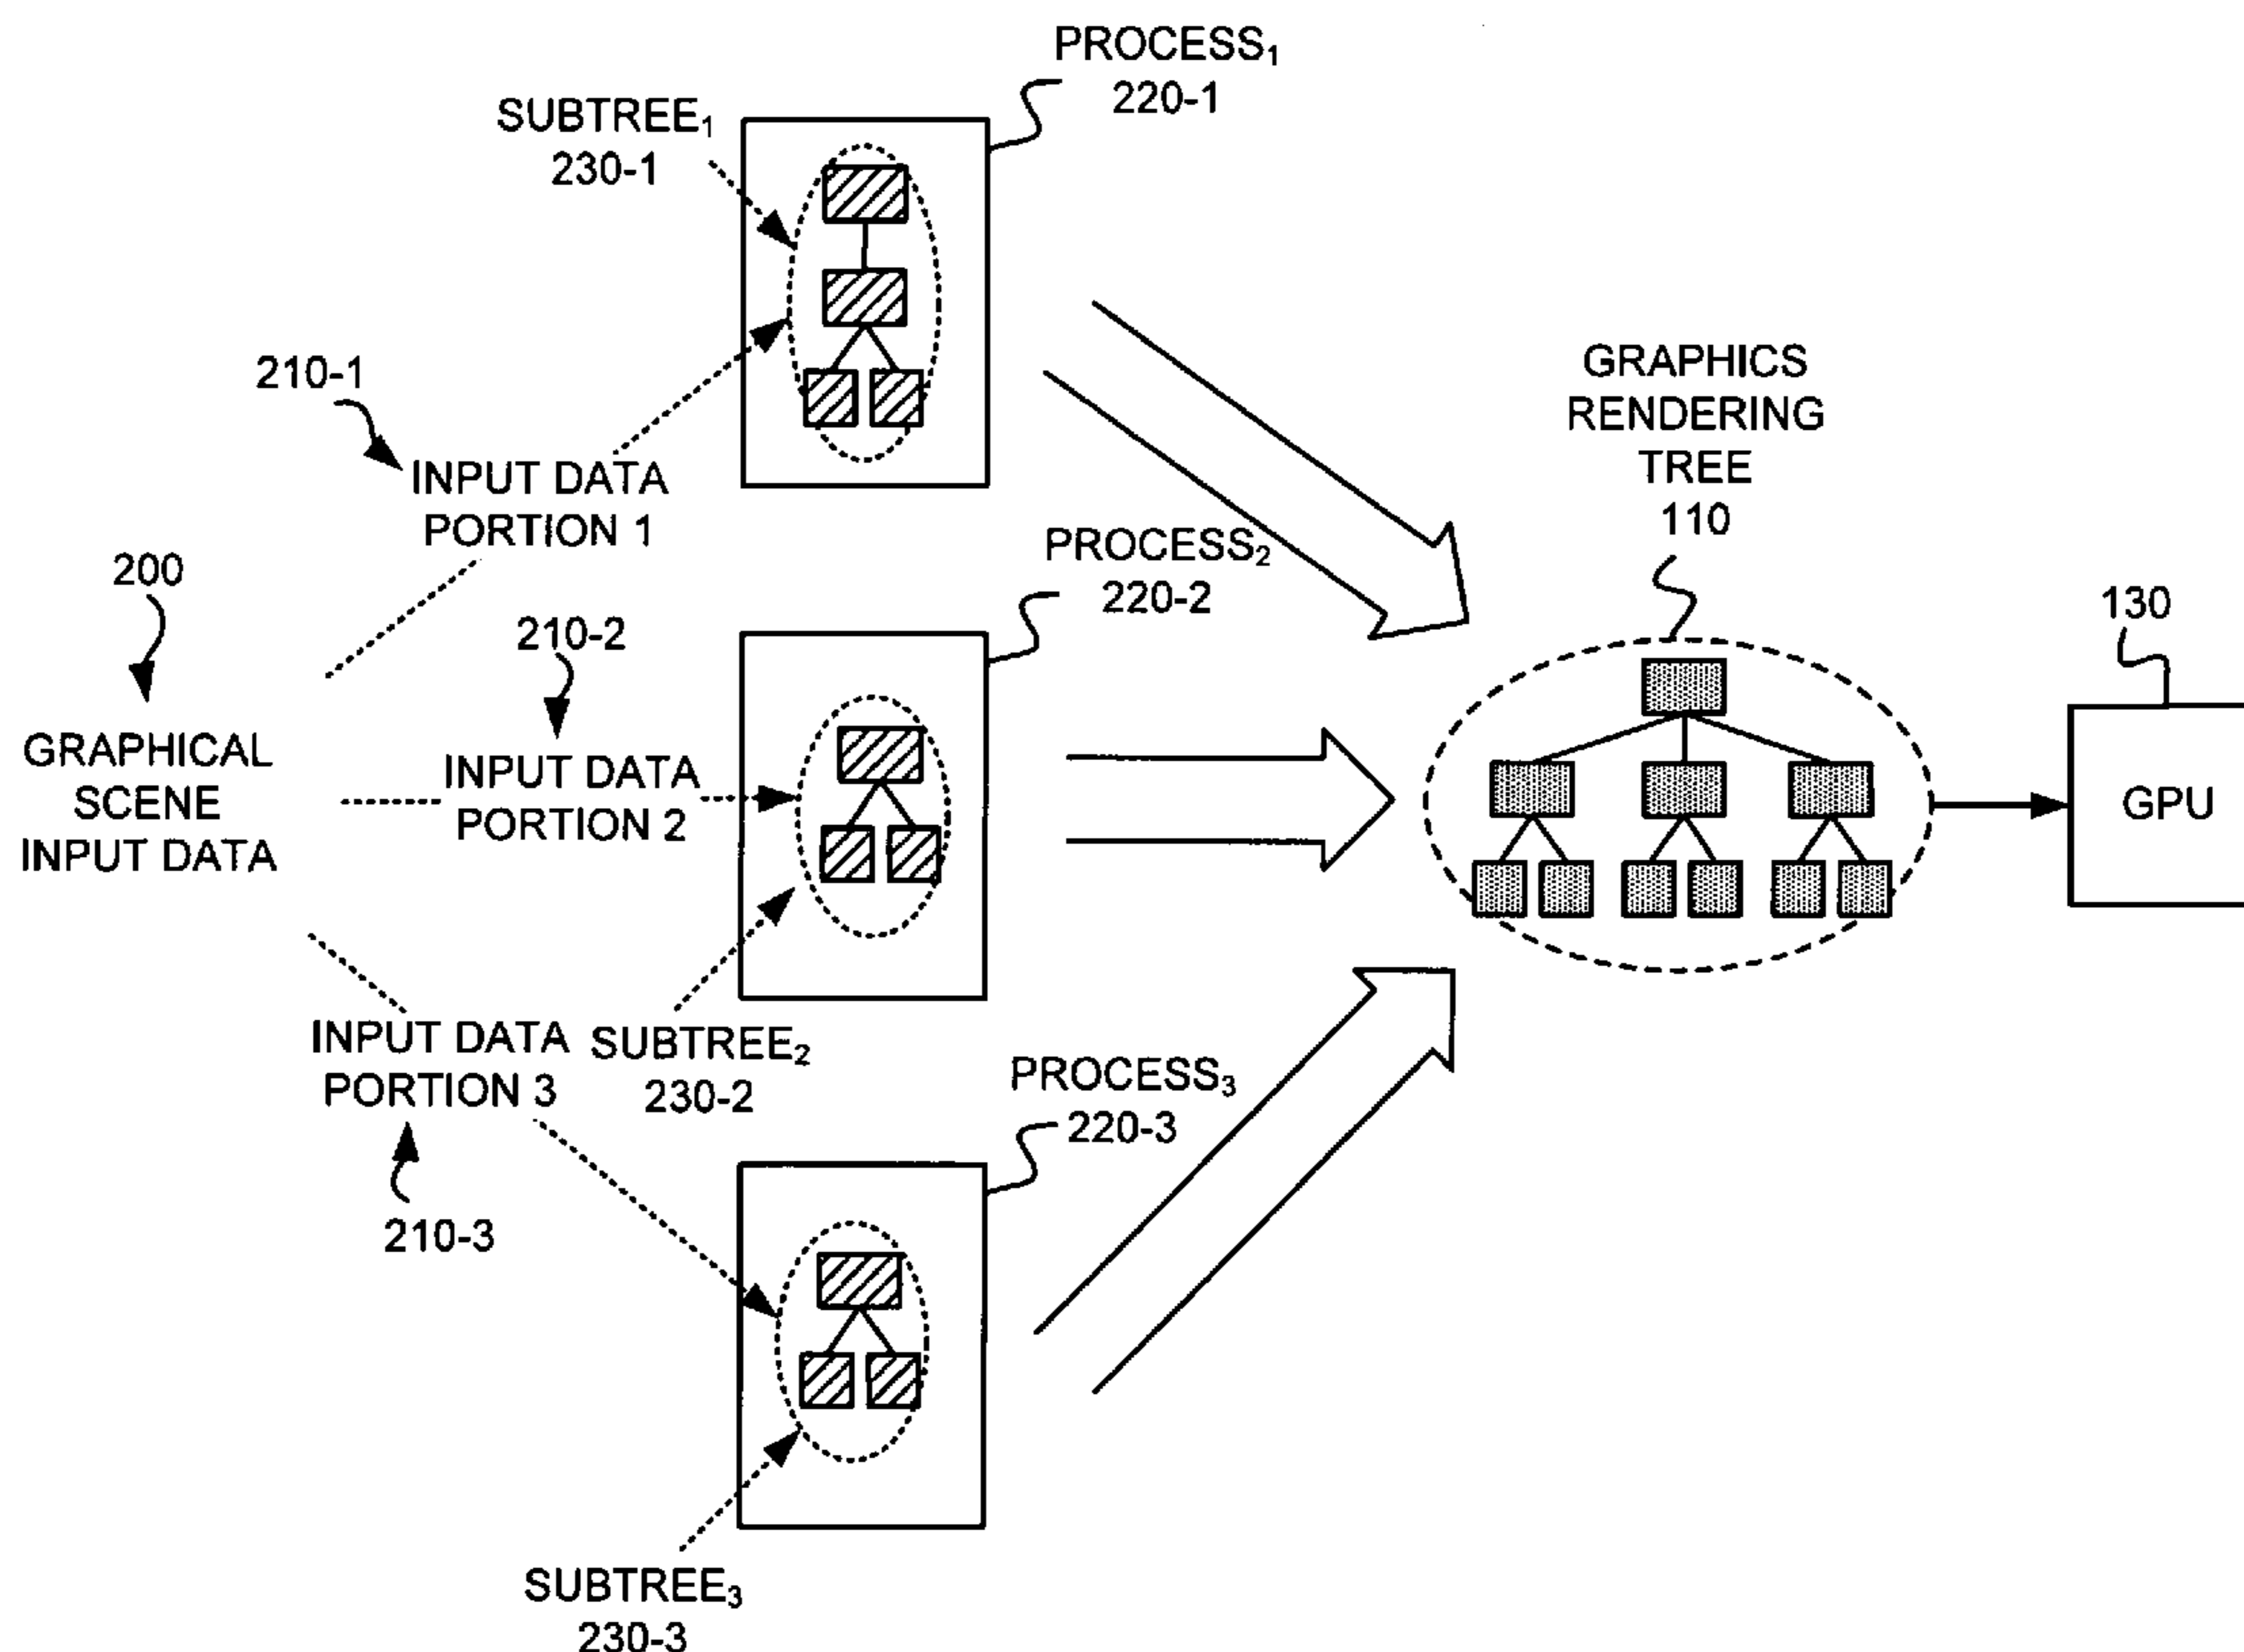 PROCESS₁
220-1
SUBTREE₁
230-1
210-1
INPUT DATA
PORTION 1
GRAPHICS
RENDERING
TREE
110
PROCESS₂
220-2
200
210-2
130
GRAPHICAL
SCENE
INPUT DATA
INPUT DATA
PORTION 2
GPU
INPUT DATA
PORTION 3
SUBTREE₂
230-2
PROCESS₃
220-3
210-3
SUBTREE₃
230-3